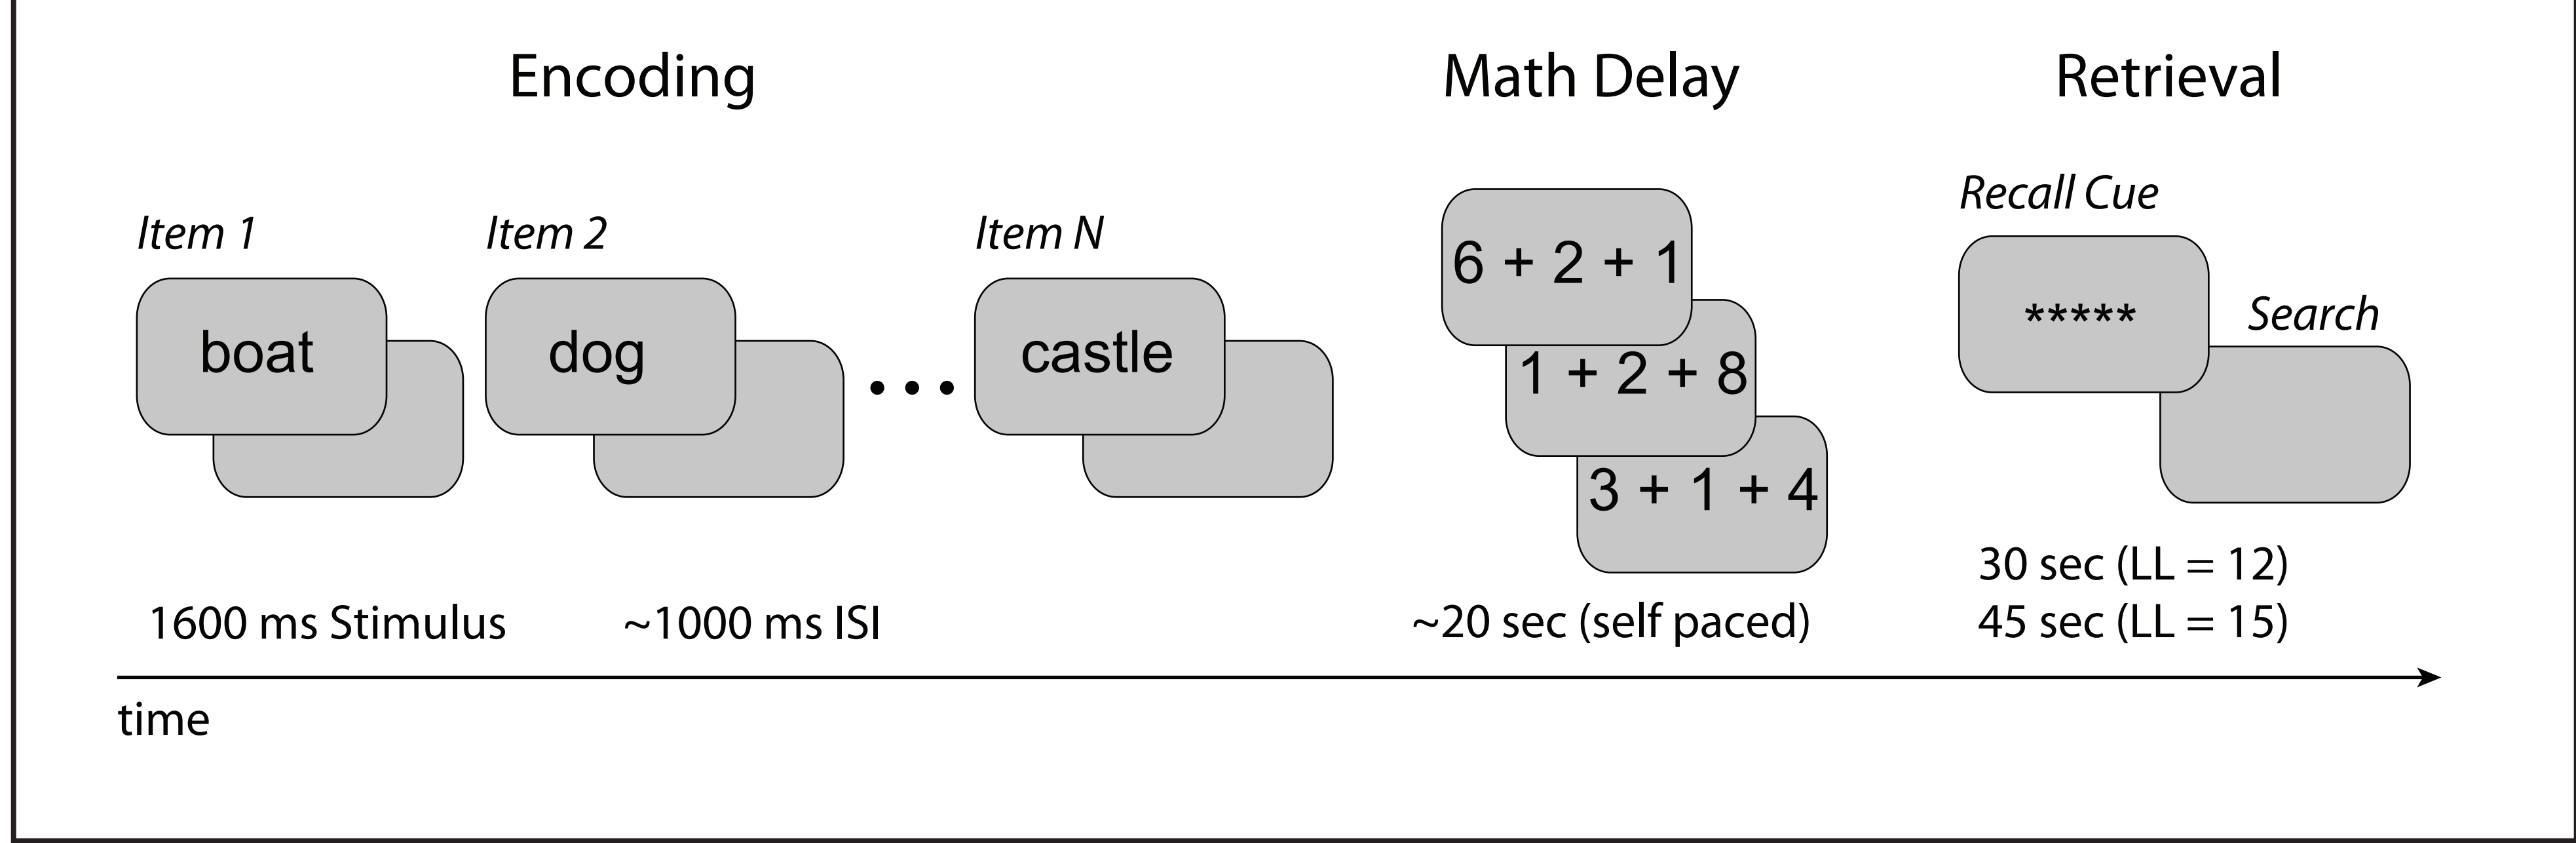 Encoding
Math Delay
Retrieval
Item 1
Item 2
Item N
Recall Cue
Search
boat
dog
• • •
castle
6 + 2 + 1
1 + 2 + 8
3 + 1 + 4
*****
1600 ms Stimulus
~1000 ms ISI
~20 sec (self paced)
30 sec (LL = 12)
45 sec (LL = 15)
time